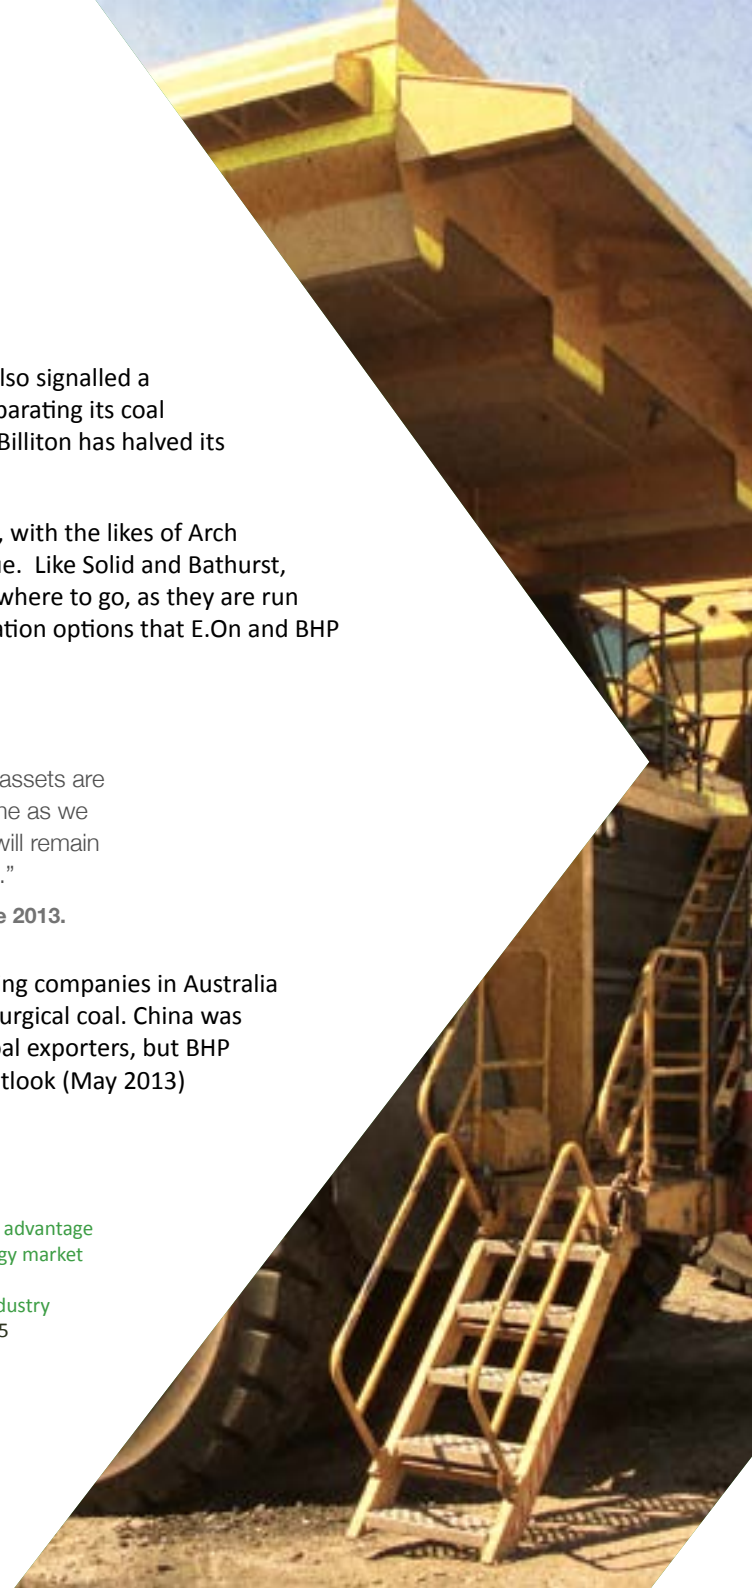 lso signalled a
parating its coal
Billiton has halved its
, with the likes of Arch
ue.  Like Solid and Bathurst,
where to go, as they are run
ation options that E.On and BHP
assets are
ne as we
will remain
.”
e 2013.
ng companies in Australia
urgical coal. China was
oal exporters, but BHP
tlook (May 2013)
advantage
gy market
dustry
5